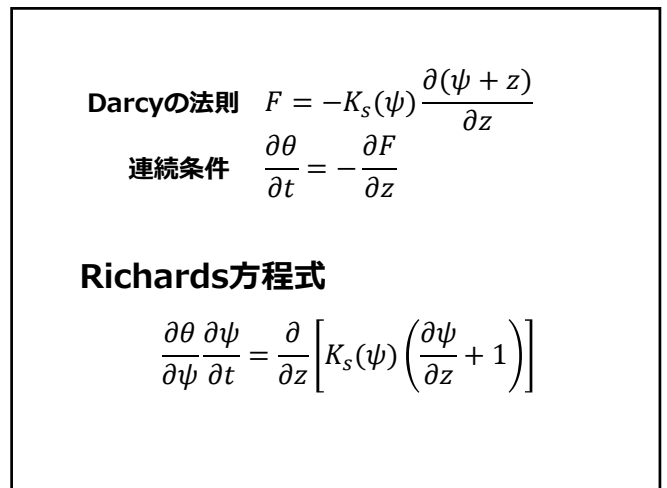 Darcyの法則 F = −K_s(ψ) ∂(ψ + z)/∂z
連続条件 ∂θ/∂t = − ∂F/∂z
Richards方程式
∂θ/∂ψ ∂ψ/∂t = ∂/∂z [K_s(ψ) (∂ψ/∂z + 1)]